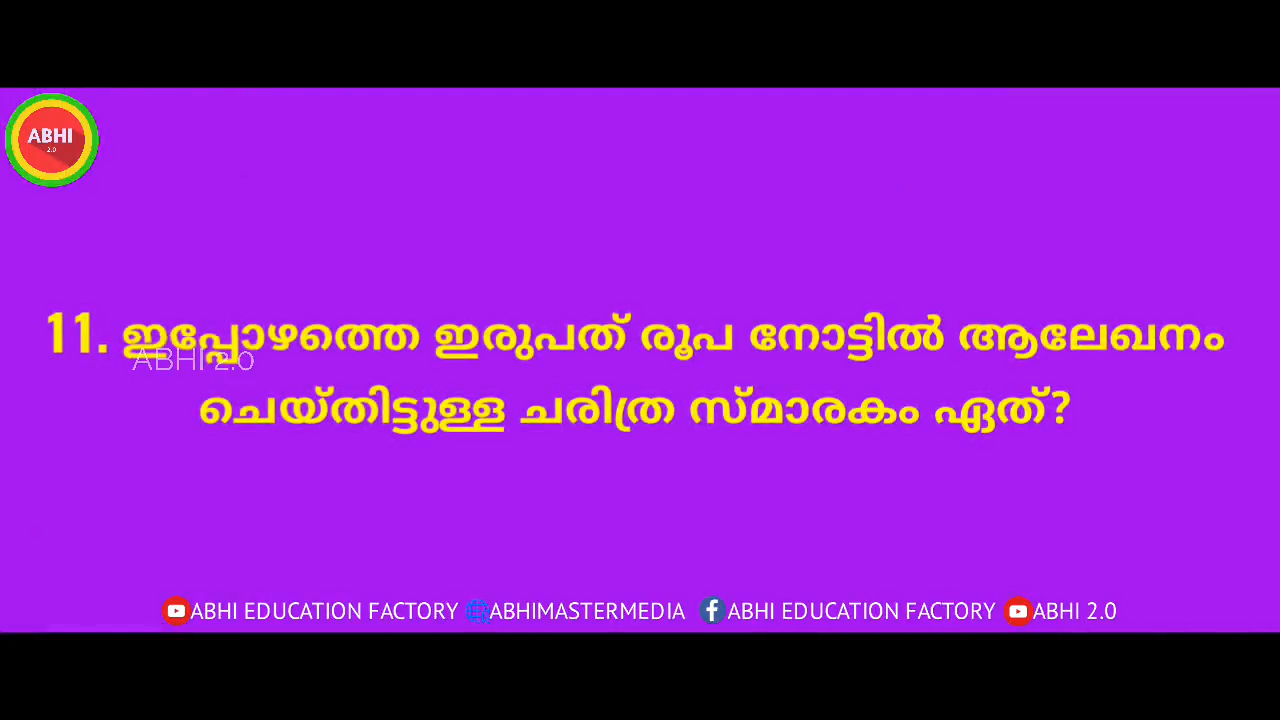 ABHI
2.0
11. ഇപ്പോഴത്തെ ഇരുപത് രൂപ നോട്ടിൽ ആലേഖനം
ABHI 2.0
ചെയ്തിട്ടുള്ള ചരിത്ര സ്മാരകം ഏത്?
ABHI EDUCATION FACTORY ABHIMASTERMEDIA ABHI EDUCATION FACTORY ABHI 2.0